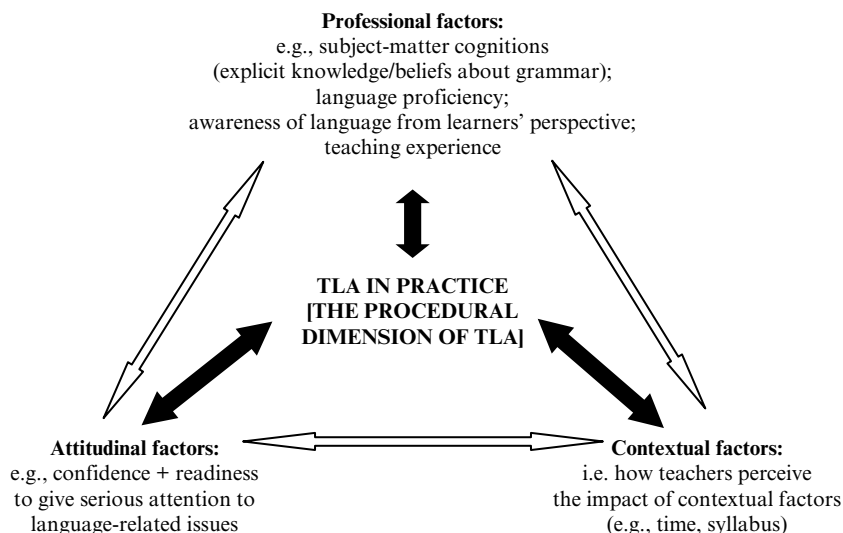 Professional factors:
e.g., subject-matter cognitions
(explicit knowledge/beliefs about grammar);
language proficiency;
awareness of language from learners’ perspective;
teaching experience
TLA IN PRACTICE
[THE PROCEDURAL
DIMENSION OF TLA]
Attitudinal factors:
e.g., confidence + readiness
to give serious attention to
language-related issues
Contextual factors:
i.e. how teachers perceive
the impact of contextual factors
(e.g., time, syllabus)